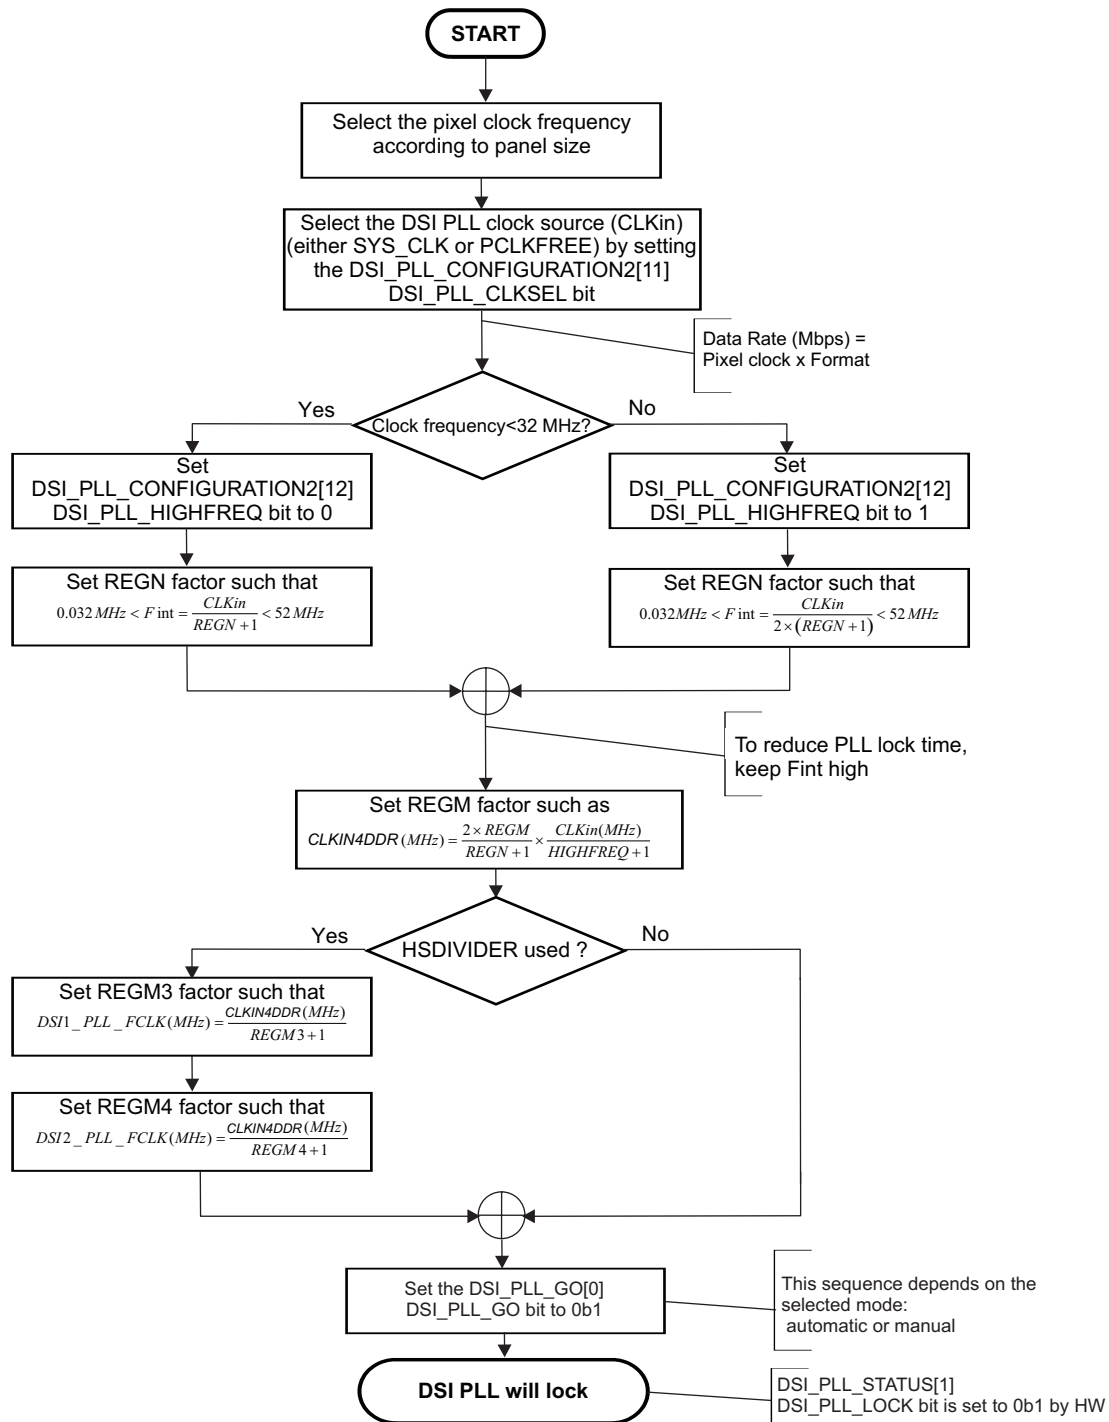 START
Select the pixel clock frequency
according to panel size
Select the DSI PLL clock source (CLKin)
(either SYS_CLK or PCLKFREE) by setting
the DSI_PLL_CONFIGURATION2[11]
DSI_PLL_CLKSEL bit
Data Rate (Mbps) =
Pixel clock x Format
Yes
Clock frequency<32 MHz?
No
Set
DSI_PLL_CONFIGURATION2[12]
DSI_PLL_HIGHFREQ bit to 0
Set
DSI_PLL_CONFIGURATION2[12]
DSI_PLL_HIGHFREQ bit to 1
Set REGN factor such that
0.032 MHz < F int = CLKin / (REGN + 1) < 52 MHz
Set REGN factor such that
0.032 MHz < F int = CLKin / (2 × (REGN + 1)) < 52 MHz
To reduce PLL lock time,
keep Fint high
Set REGM factor such as
CLKIN4DDR (MHz) = (2 × REGM) / (REGN + 1) × CLKin(MHz) / (HIGHFREQ + 1)
Yes
HSDIVIDER used ?
No
Set REGM3 factor such that
DSI1_PLL_FCLK(MHz) = CLKIN4DDR(MHz) / (REGM3 + 1)
Set REGM4 factor such that
DSI2_PLL_FCLK(MHz) = CLKIN4DDR(MHz) / (REGM4 + 1)
Set the DSI_PLL_GO[0]
DSI_PLL_GO bit to 0b1
This sequence depends on the
selected mode:
automatic or manual
DSI PLL will lock
DSI_PLL_STATUS[1]
DSI_PLL_LOCK bit is set to 0b1 by HW